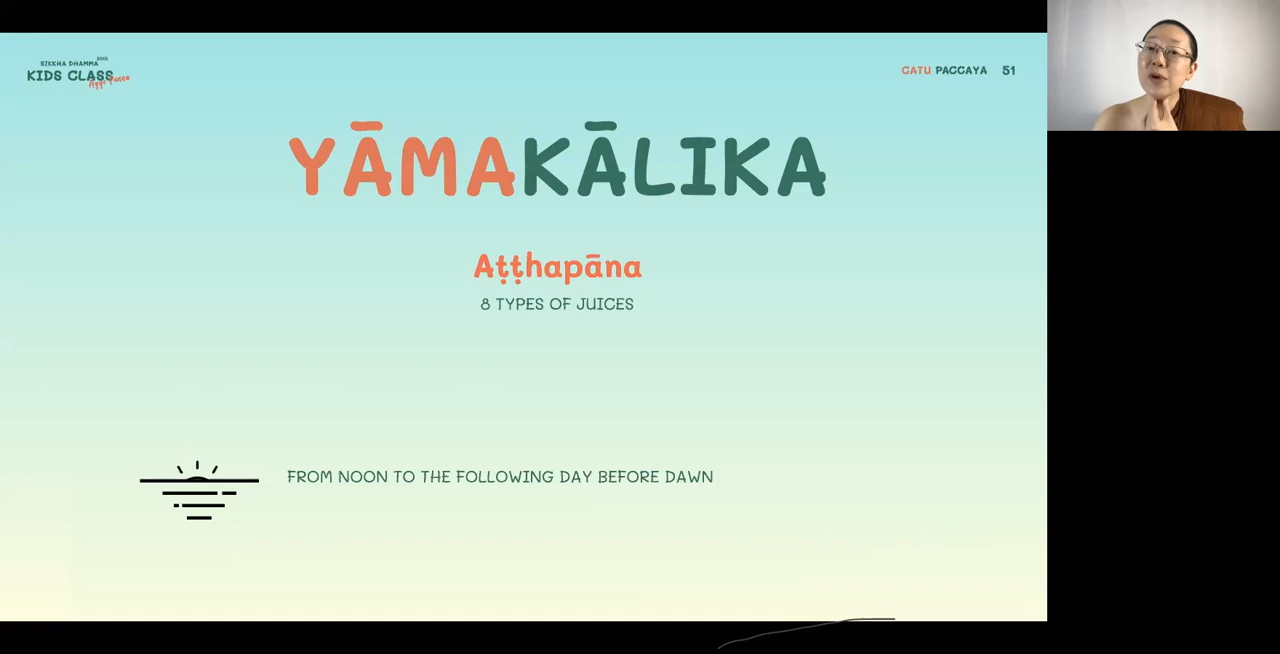 SIKKHA DHAMMA 20th
KIDS CLASS
CATU PACCAYA 51
YĀMAKĀLIKA
Aṭṭhapāna
8 TYPES OF JUICES
FROM NOON TO THE FOLLOWING DAY BEFORE DAWN